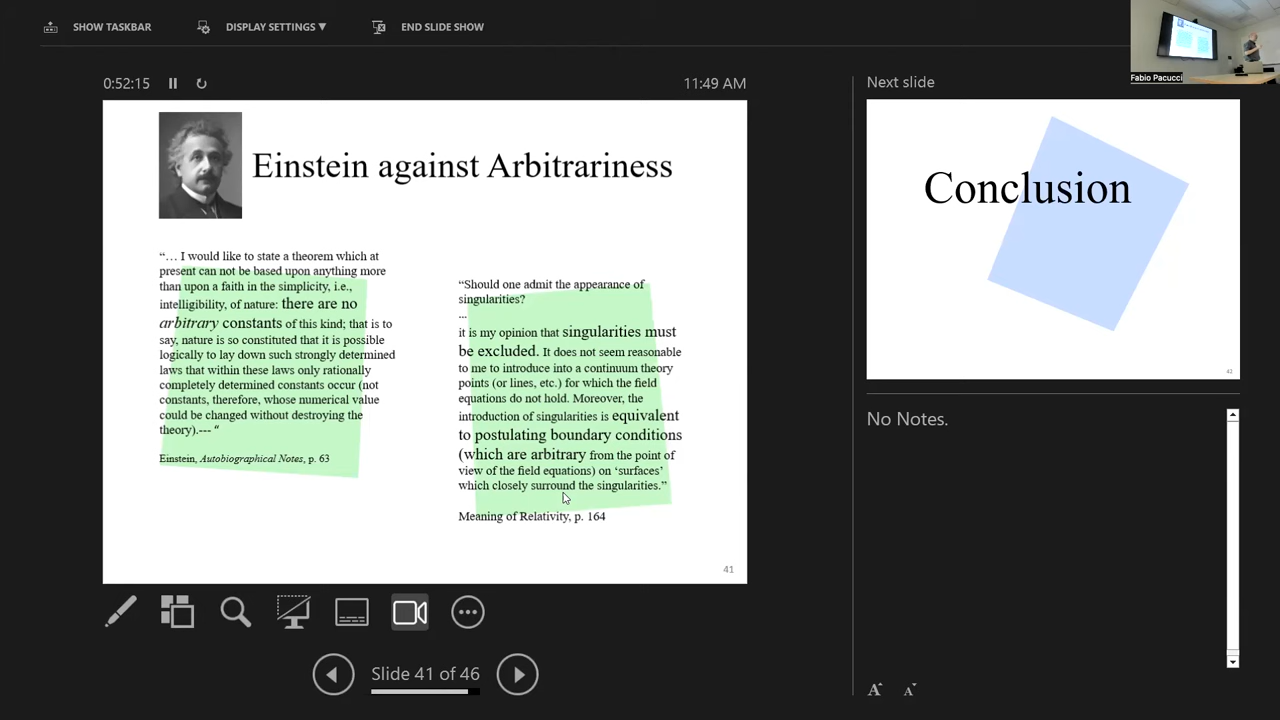 SHOW TASKBAR
DISPLAY SETTINGS ▼
END SLIDE SHOW
Fabio Pacucci
0:52:15
11:49 AM
Einstein against Arbitrariness
“… I would like to state a theorem which at
present can not be based upon anything more
than upon a faith in the simplicity, i.e.,
intelligibility, of nature: there are no
arbitrary constants of this kind; that is to
say, nature is so constituted that it is possible
logically to lay down such strongly determined
laws that within these laws only rationally
completely determined constants occur (not
constants, therefore, whose numerical value
could be changed without destroying the
theory).--- “
Einstein, Autobiographical Notes, p. 63
“Should one admit the appearance of
singularities?
...
it is my opinion that singularities must
be excluded. It does not seem reasonable
to me to introduce into a continuum theory
points (or lines, etc.) for which the field
equations do not hold. Moreover, the
introduction of singularities is equivalent
to postulating boundary conditions
(which are arbitrary from the point of
view of the field equations) on ‘surfaces’
which closely surround the singularities.”
Meaning of Relativity, p. 164
41
Slide 41 of 46
Next slide
Conclusion
42
No Notes.
A A